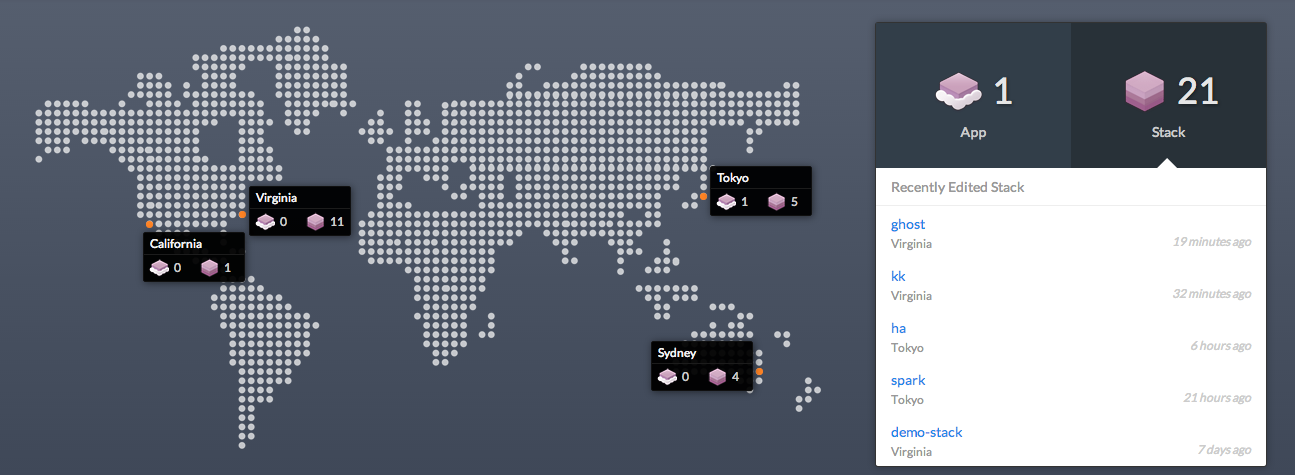 Virginia
0 11
California
0 1
Tokyo
1 5
Sydney
0 4
1
App
21
Stack
Recently Edited Stack
ghost
Virginia 19 minutes ago
kk
Virginia 32 minutes ago
ha
Tokyo 6 hours ago
spark
Tokyo 21 hours ago
demo-stack
Virginia 7 days ago